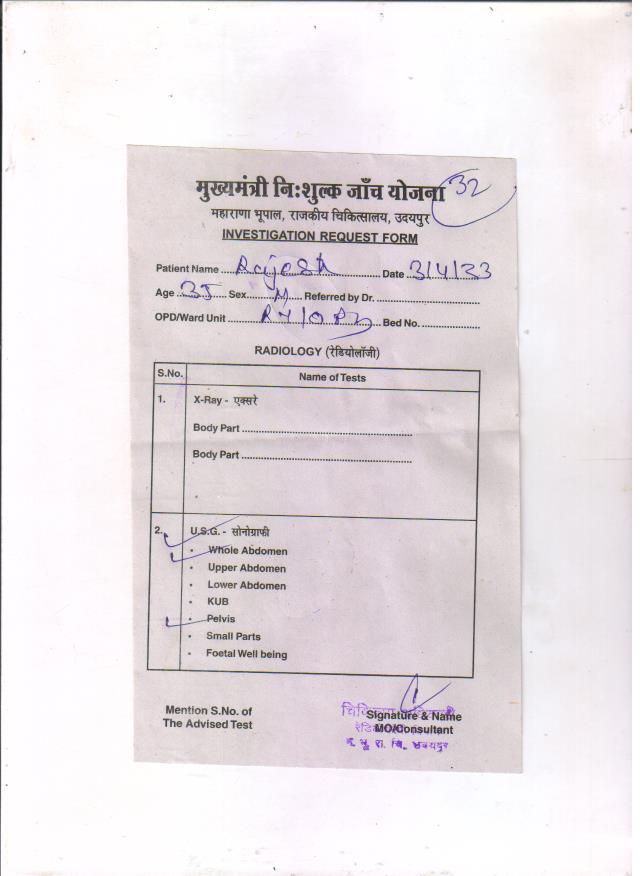 मुख्यमंत्री नि:शुल्क जाँच योजना 32
महाराणा भूपाल, राजकीय चिकित्सालय, उदयपुर
INVESTIGATION REQUEST FORM
Patient Name ........ Rajesh ........ Date 3/4/23
Age ........ Sex ........ M ........ Referred by Dr. ........
OPD/Ward Unit ........ Bed No. ........
RADIOLOGY (रेडियोलॉजी)
S.No. Name of Tests
1. X-Ray - एक्सरे
Body Part ........
Body Part ........
2. U.S.G. - सोनोग्राफी
• Whole Abdomen
• Upper Abdomen
• Lower Abdomen
• KUB
• Pelvis
• Small Parts
• Foetal Well being
Mention S.No. of
The Advised Test
Signature & Name
MO/Consultant